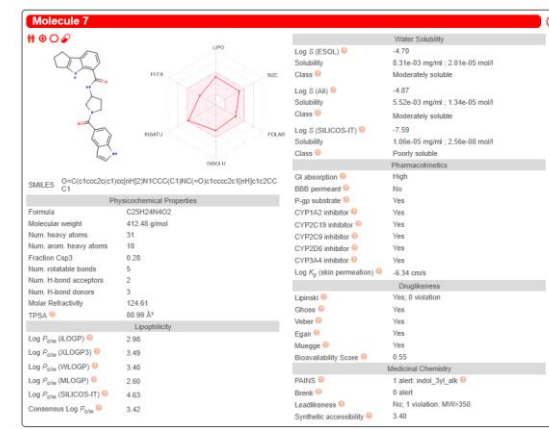 Molecule 7
LIPO
FLEX
SIZE
INSATU
POLAR
INSOLU
SMILES O=C(c1ccc2c(c1)cc[nH]2)N1CCC(C1)NC(=O)c1cccc2c1[nH]c1c2CC
C1
Physicochemical Properties
Formula C25H24N4O2
Molecular weight 412.48 g/mol
Num. heavy atoms 31
Num. arom. heavy atoms 18
Fraction Csp3 0.28
Num. rotatable bonds 5
Num. H-bond acceptors 2
Num. H-bond donors 3
Molar Refractivity 124.61
TPSA 80.99 Å²
Lipophilicity
Log Po/w (iLOGP) 2.98
Log Po/w (XLOGP3) 3.49
Log Po/w (WLOGP) 3.40
Log Po/w (MLOGP) 2.60
Log Po/w (SILICOS-IT) 4.63
Consensus Log Po/w 3.42
Water Solubility
Log S (ESOL) -4.70
Solubility 8.31e-03 mg/ml ; 2.01e-05 mol/l
Class Moderately soluble
Log S (Ali) -4.87
Solubility 5.52e-03 mg/ml ; 1.34e-05 mol/l
Class Moderately soluble
Log S (SILICOS-IT) -7.59
Solubility 1.06e-05 mg/ml ; 2.56e-08 mol/l
Class Poorly soluble
Pharmacokinetics
GI absorption High
BBB permeant No
P-gp substrate Yes
CYP1A2 inhibitor Yes
CYP2C19 inhibitor Yes
CYP2C9 inhibitor Yes
CYP2D6 inhibitor Yes
CYP3A4 inhibitor Yes
Log Kp (skin permeation) -6.34 cm/s
Druglikeness
Lipinski Yes; 0 violation
Ghose Yes
Veber Yes
Egan Yes
Muegge Yes
Bioavailability Score 0.55
Medicinal Chemistry
PAINS 1 alert: indol_3yl_alk
Brenk 0 alert
Leadlikeness No; 1 violation: MW>350
Synthetic accessibility 3.40